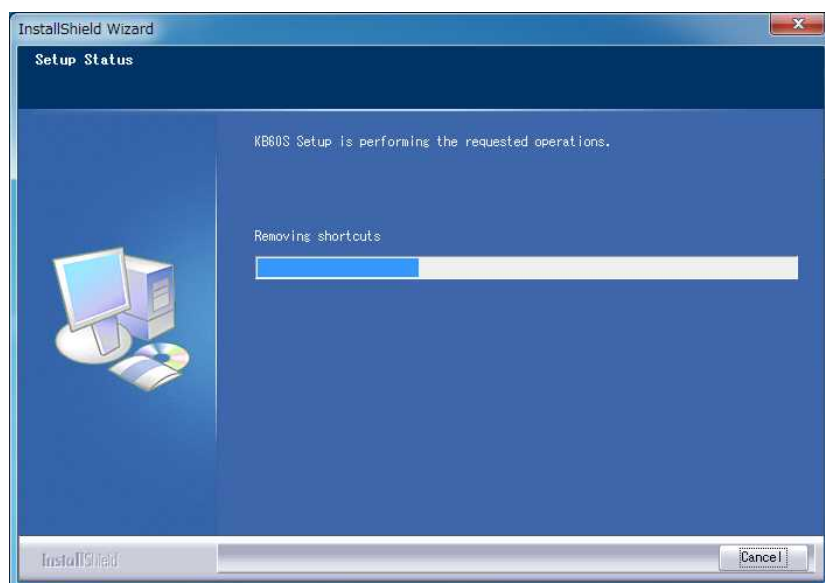 InstallShield Wizard
Setup Status
KB60S Setup is performing the requested operations.
Removing shortcuts
InstallShield
Cancel